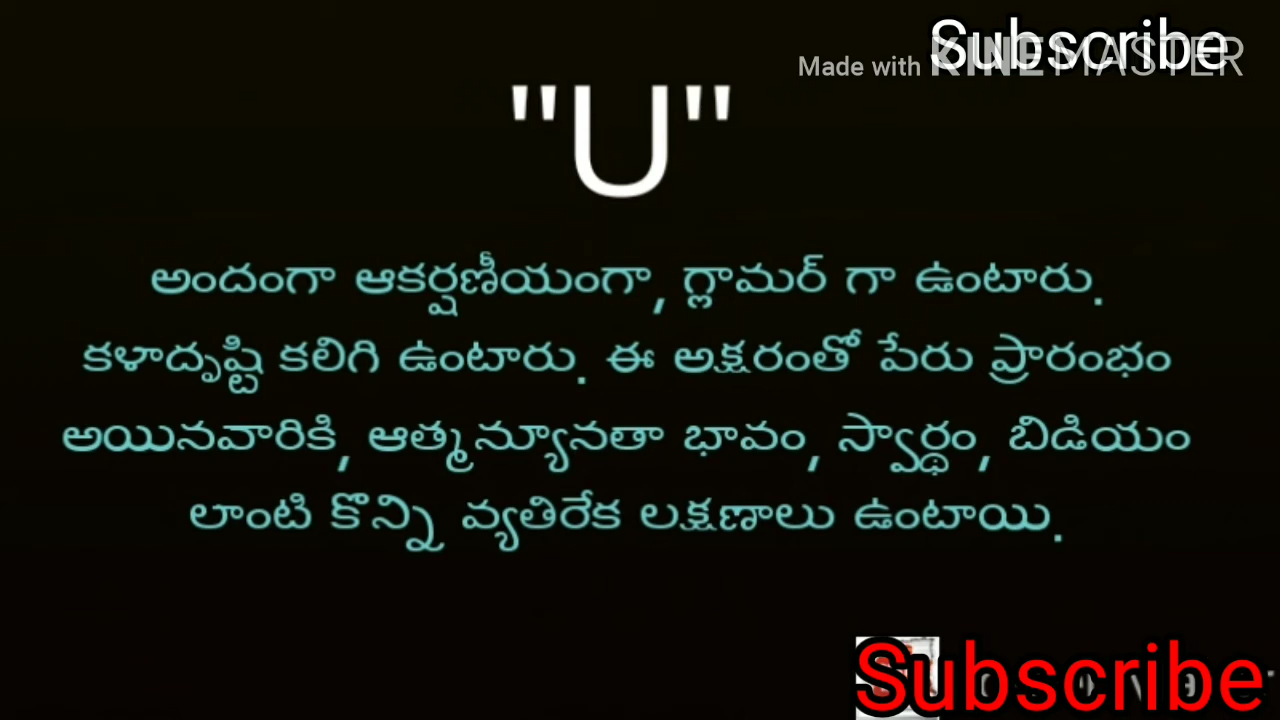 Subscribe
Made with KINEMASTER
"U"
అందంగా ఆకర్షణీయంగా, గ్లామర్ గా ఉంటారు.
కళాదృష్టి కలిగి ఉంటారు. ఈ అక్షరంతో పేరు ప్రారంభం
అయినవారికి, ఆత్మన్యూనతా భావం, స్వార్థం, బిడియం
లాంటి కొన్ని వ్యతిరేక లక్షణాలు ఉంటాయి.
Subscribe